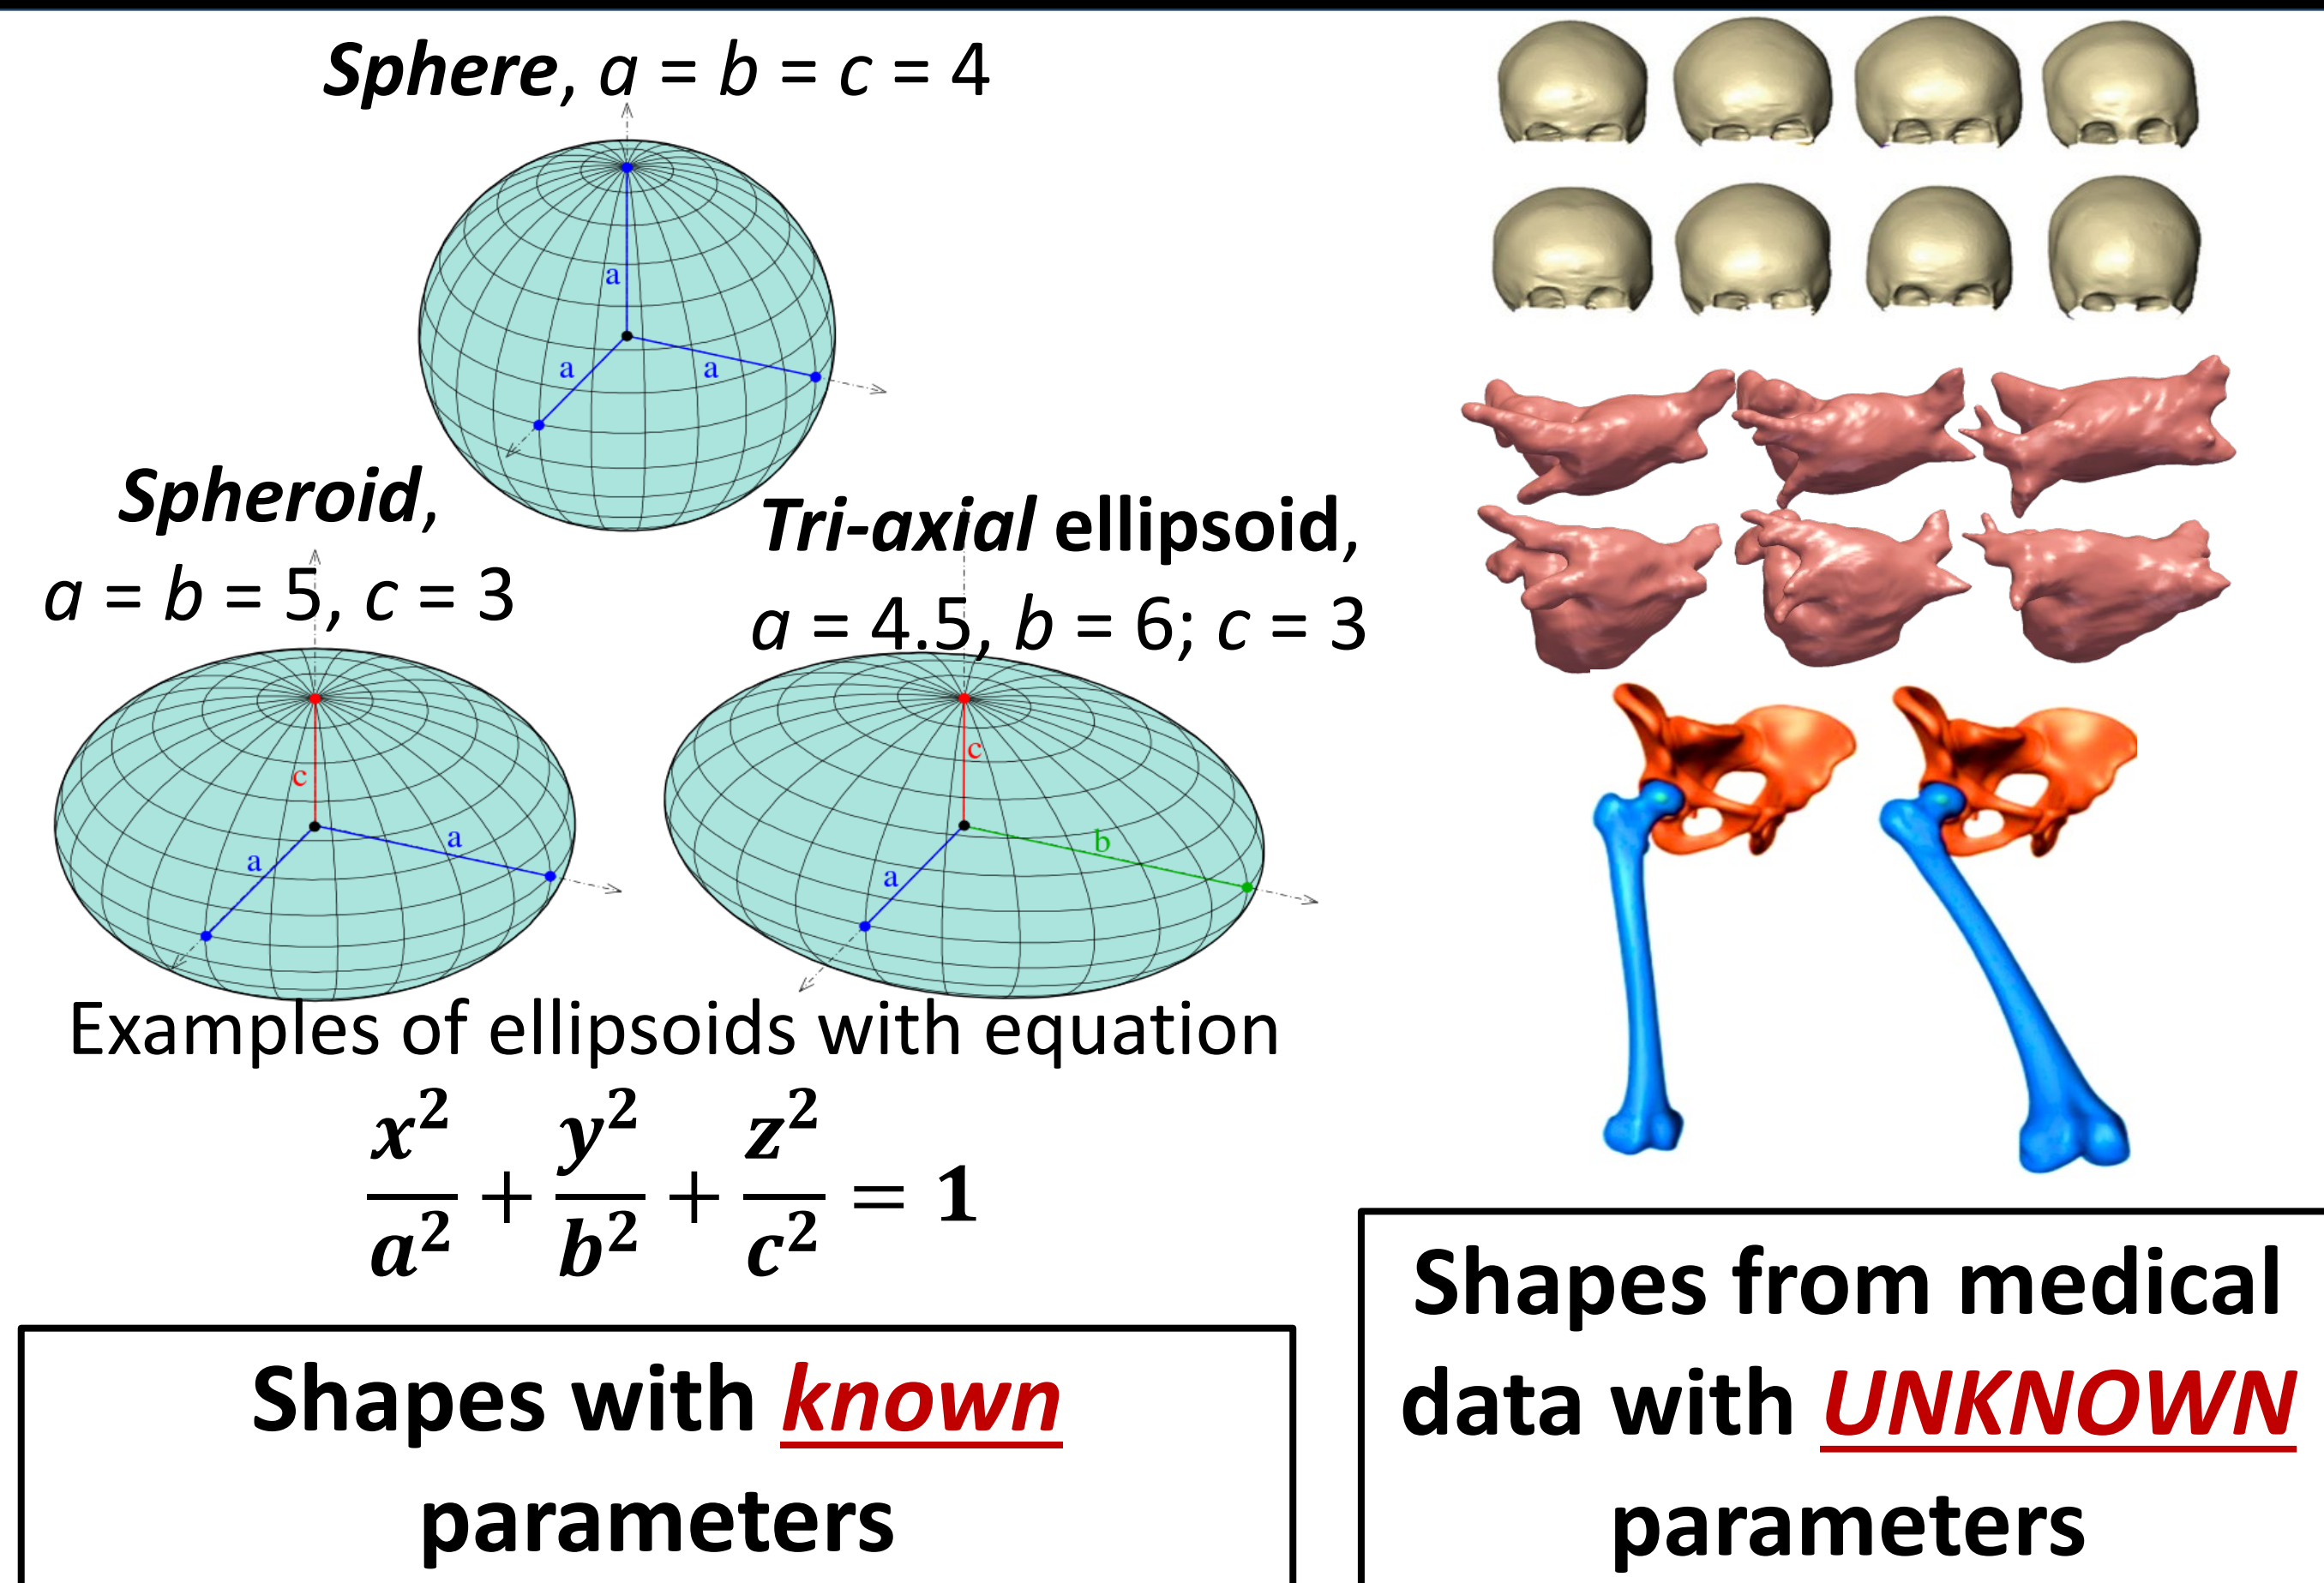 Sphere, a = b = c = 4
a
a
a
Spheroid,
a = b = 5, c = 3
c
a
a
Tri-axial ellipsoid,
a = 4.5, b = 6; c = 3
c
b
a
Examples of ellipsoids with equation
x²/a² + y²/b² + z²/c² = 1
Shapes with known
parameters
Shapes from medical
data with UNKNOWN
parameters